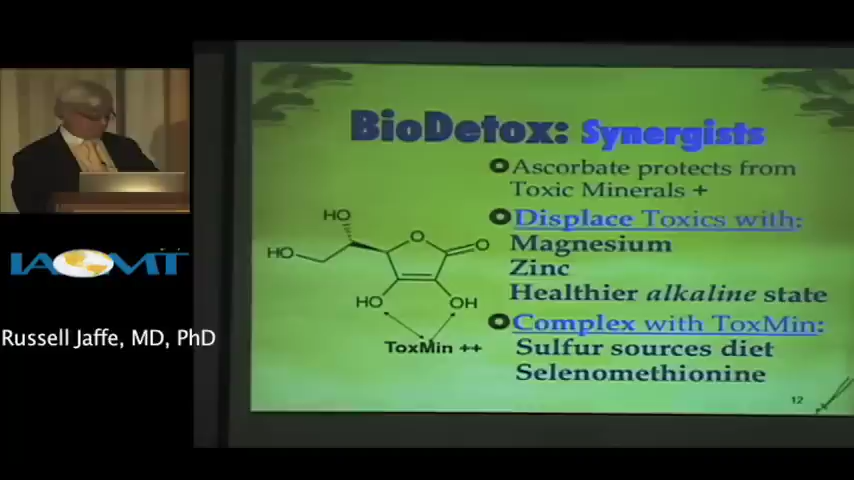 BioDetox: Synergists
Ascorbate protects from
Toxic Minerals +
Displace Toxics with:
Magnesium
Zinc
Healthier alkaline state
Complex with ToxMin:
Sulfur sources diet
Selenomethionine
HO
HO
O
O
HO
OH
ToxMin ++
12
IAOMT
Russell Jaffe, MD, PhD